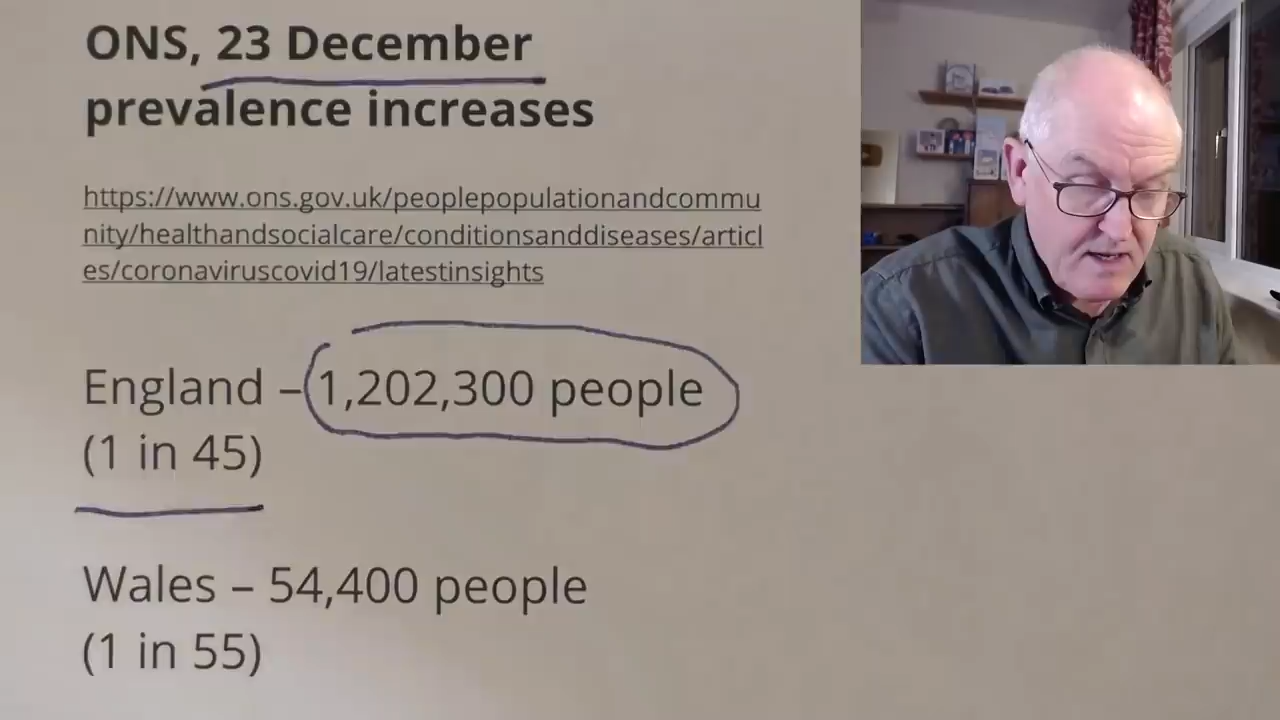 ONS, 23 December
prevalence increases
https://www.ons.gov.uk/peoplepopulationandcommu
nity/healthandsocialcare/conditionsanddiseases/articl
es/coronaviruscovid19/latestinsights
England – 1,202,300 people
(1 in 45)
Wales – 54,400 people
(1 in 55)